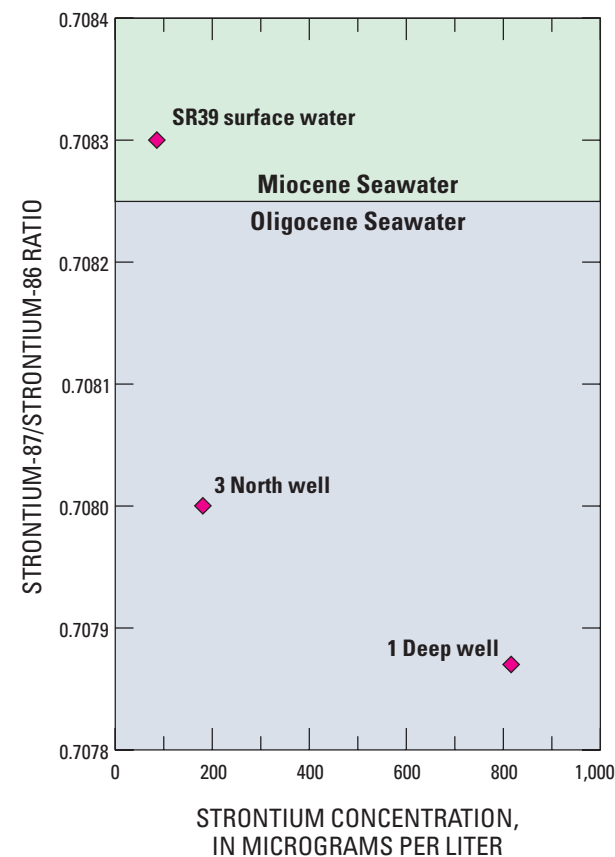 0.7084
0.7083
0.7082
0.7081
0.7080
0.7079
0.7078
STRONTIUM-87/STRONTIUM-86 RATIO
SR39 surface water
Miocene Seawater
Oligocene Seawater
3 North well
1 Deep well
0 200 400 600 800 1,000
STRONTIUM CONCENTRATION,
IN MICROGRAMS PER LITER